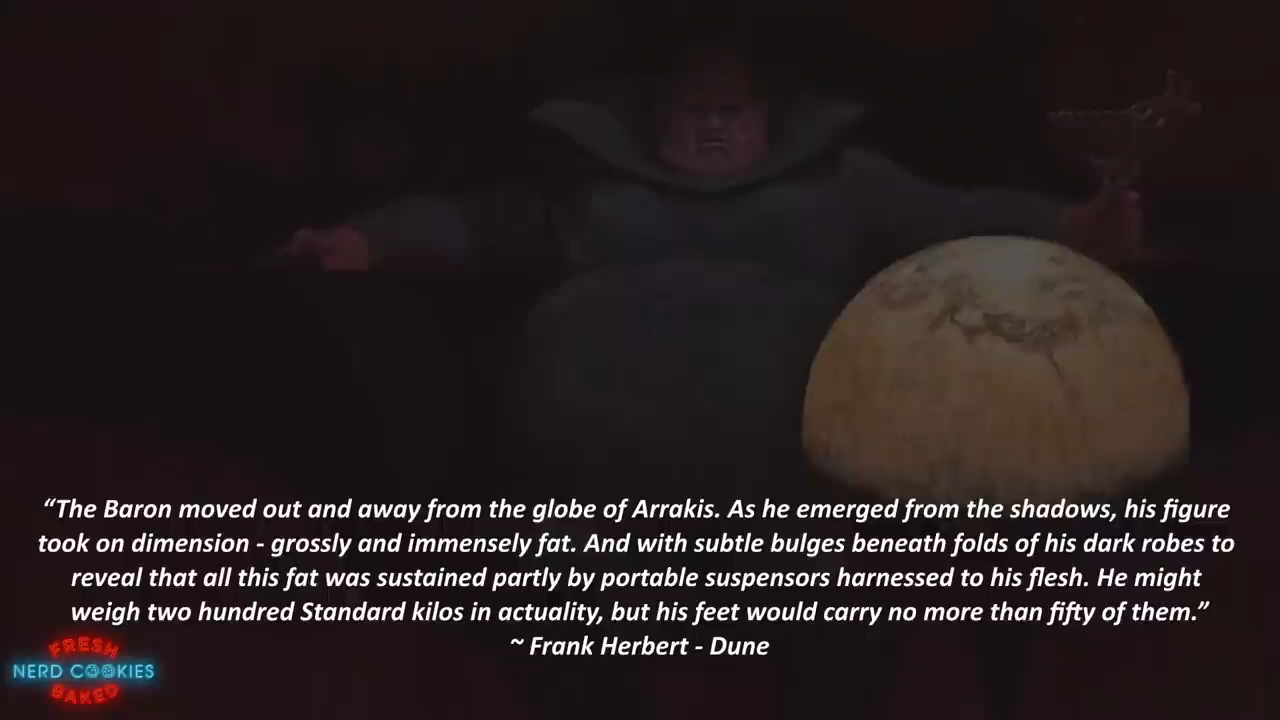 “The Baron moved out and away from the globe of Arrakis. As he emerged from the shadows, his figure
took on dimension - grossly and immensely fat. And with subtle bulges beneath folds of his dark robes to
reveal that all this fat was sustained partly by portable suspensors harnessed to his flesh. He might
weigh two hundred Standard kilos in actuality, but his feet would carry no more than fifty of them.”
~ Frank Herbert - Dune
FRESH
NERD COOKIES
BAKED